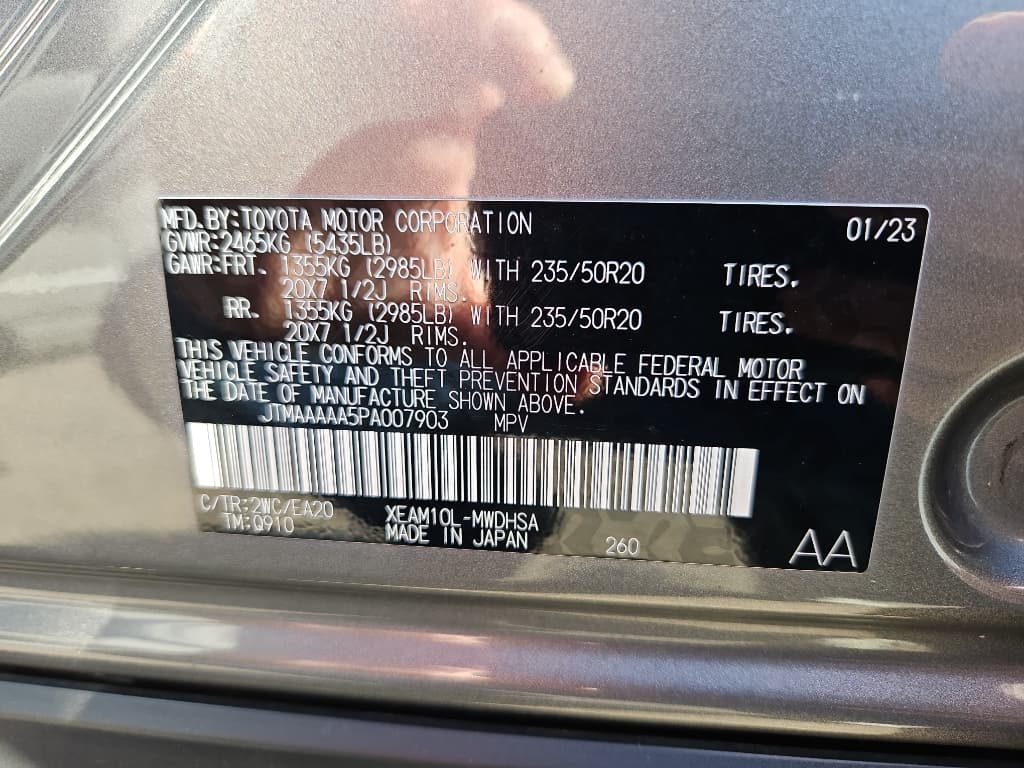 MFD.BY:TOYOTA MOTOR CORPORATION 01/23
GVWR:2465KG (5435LB)
GAWR:FRT. 1355KG (2985LB) WITH 235/50R20 TIRES.
20X7 1/2J RIMS.
RR. 1355KG (2985LB) WITH 235/50R20 TIRES.
20X7 1/2J RIMS.
THIS VEHICLE CONFORMS TO ALL APPLICABLE FEDERAL MOTOR
VEHICLE SAFETY AND THEFT PREVENTION STANDARDS IN EFFECT ON
THE DATE OF MANUFACTURE SHOWN ABOVE.
JTMAAAAA5PA007903 MPV
C/TR:2WC/EA20 XEAM10L-MWDHSA
TM:Q910 MADE IN JAPAN 260 AA